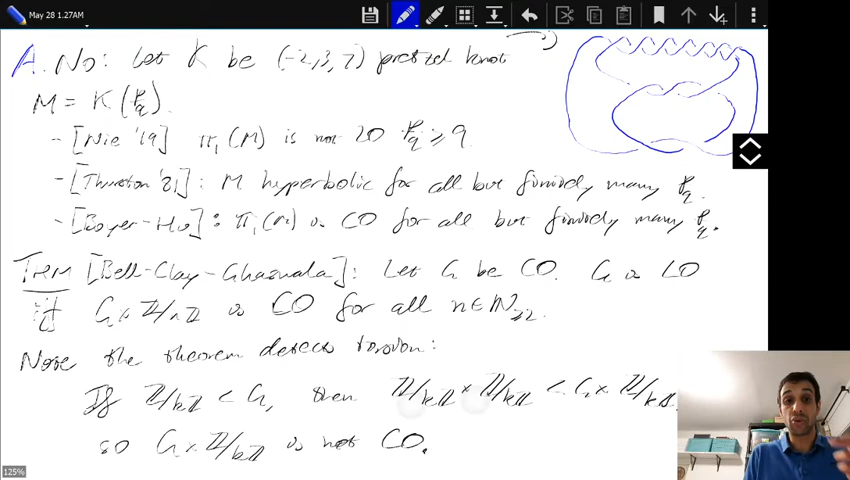 May 28 1:27AM
A. No: Let K be (-2,3,7) pretzel knot
M = K(p/q).
- [Nie '19] π₁(M) is not LO p/q ≥ 9.
- [Thurston '81]: M hyperbolic for all but finitely many p/q.
- [Boyer-Hu]: π₁(M) is CO for all but finitely many p/q.
THM [Bell-Clay-Ghaswala]: Let G be CO. G is LO
iff G × ℤ/nℤ is CO for all n∈ℕ≥2.
Note the theorem detects torsion:
If ℤ/kℤ < G, then ℤ/kℤ × ℤ/kℤ < G × ℤ/kℤ,
so G × ℤ/kℤ is not CO.
125%